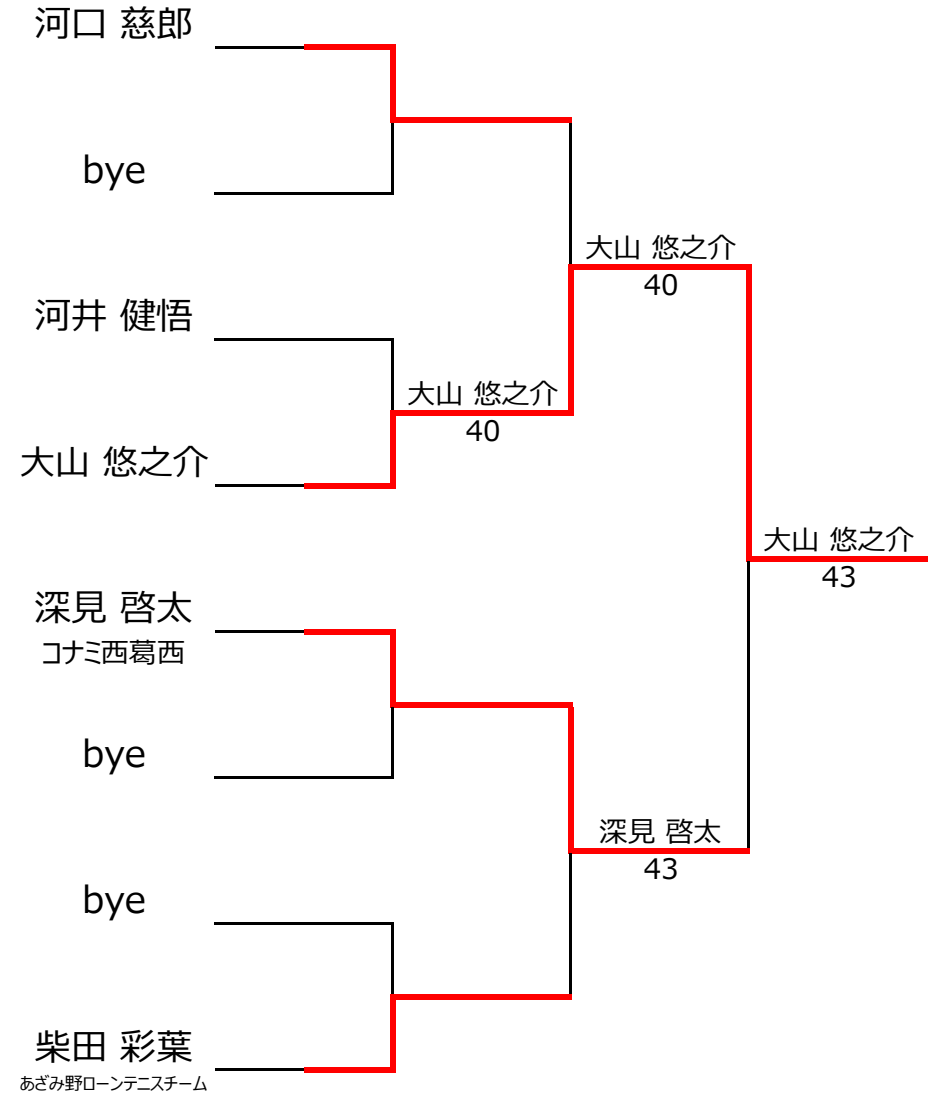 河口 慈郎
bye
大山 悠之介
40
河井 健悟
大山 悠之介
40
大山 悠之介
大山 悠之介
43
深見 啓太
コナミ西葛西
bye
深見 啓太
43
bye
柴田 彩葉
あざみ野ローンテニスチーム